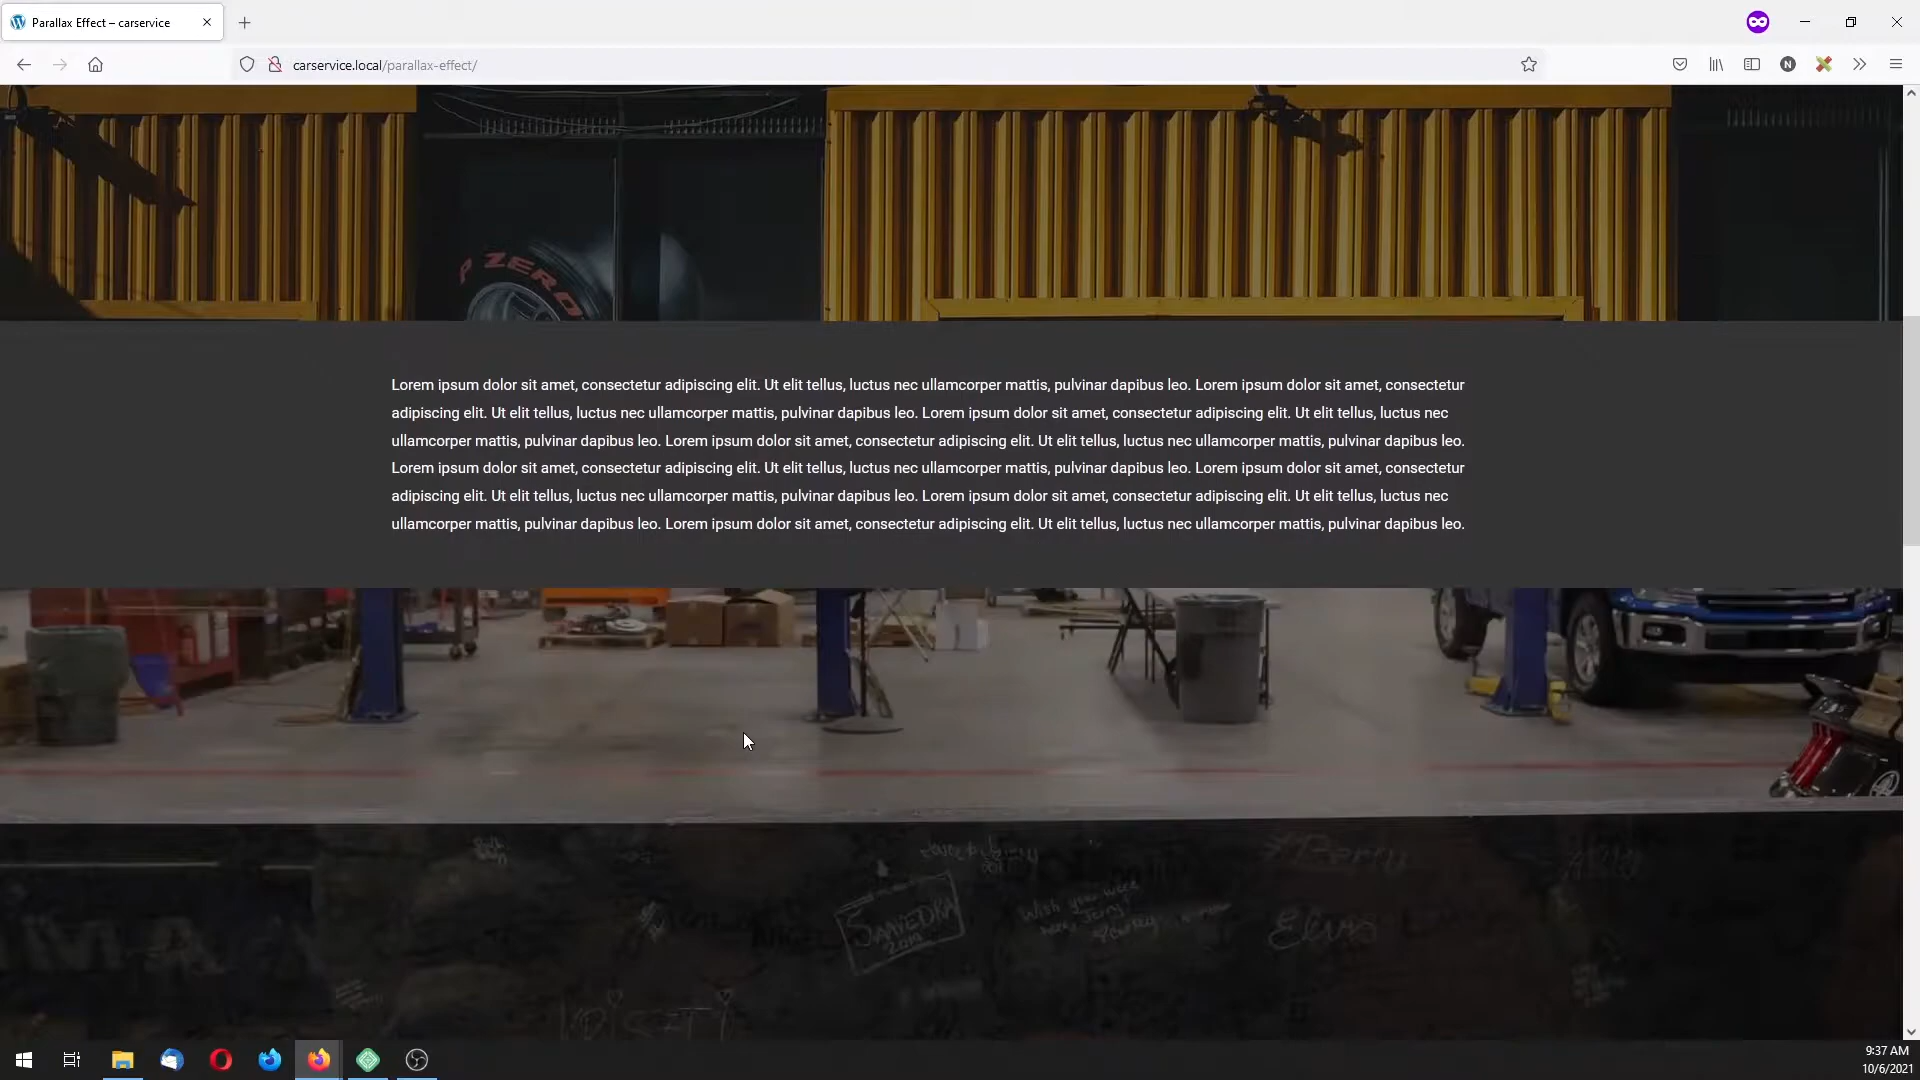 Parallax Effect – carservice
carservice.local/parallax-effect/
P ZERO
Lorem ipsum dolor sit amet, consectetur adipiscing elit. Ut elit tellus, luctus nec ullamcorper mattis, pulvinar dapibus leo. Lorem ipsum dolor sit amet, consectetur
adipiscing elit. Ut elit tellus, luctus nec ullamcorper mattis, pulvinar dapibus leo. Lorem ipsum dolor sit amet, consectetur adipiscing elit. Ut elit tellus, luctus nec
ullamcorper mattis, pulvinar dapibus leo. Lorem ipsum dolor sit amet, consectetur adipiscing elit. Ut elit tellus, luctus nec ullamcorper mattis, pulvinar dapibus leo.
Lorem ipsum dolor sit amet, consectetur adipiscing elit. Ut elit tellus, luctus nec ullamcorper mattis, pulvinar dapibus leo. Lorem ipsum dolor sit amet, consectetur
adipiscing elit. Ut elit tellus, luctus nec ullamcorper mattis, pulvinar dapibus leo. Lorem ipsum dolor sit amet, consectetur adipiscing elit. Ut elit tellus, luctus nec
ullamcorper mattis, pulvinar dapibus leo. Lorem ipsum dolor sit amet, consectetur adipiscing elit. Ut elit tellus, luctus nec ullamcorper mattis, pulvinar dapibus leo.
Wish you were
Elvis
9:37 AM
10/6/2021